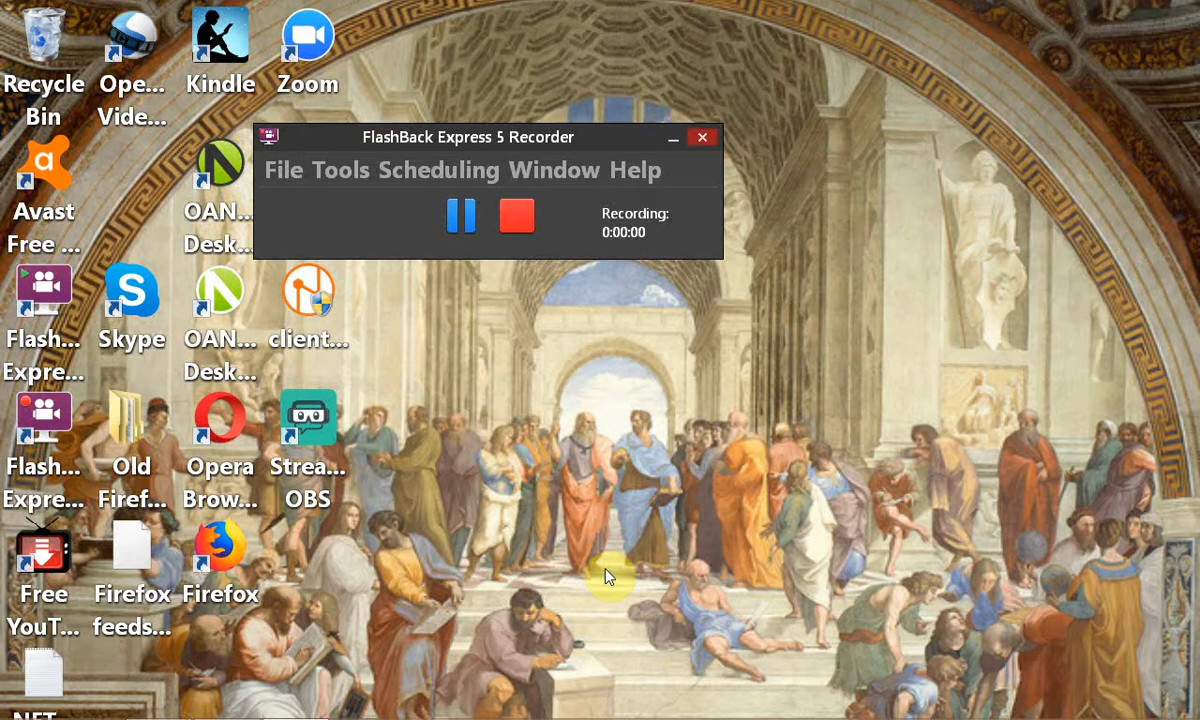 Recycle
Bin
Ope...
Vide...
Kindle
Zoom
FlashBack Express 5 Recorder
File Tools Scheduling Window Help
Recording:
0:00:00
Avast
Free ...
OAN...
Desk...
Flash...
Expre...
Skype
OAN...
Desk...
client...
Flash...
Expre...
Old
Firef...
Opera
Brow...
Strea...
OBS
Free
YouT...
Firefox
feeds...
Firefox